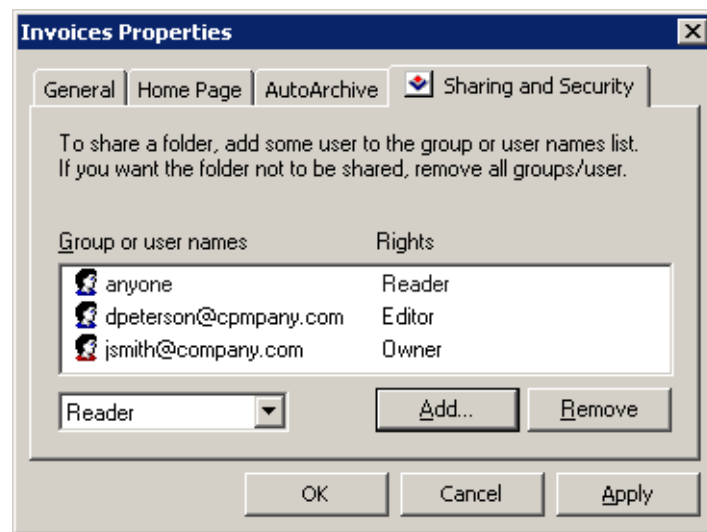 Invoices Properties
General Home Page AutoArchive Sharing and Security
To share a folder, add some user to the group or user names list.
If you want the folder not to be shared, remove all groups/user.
Group or user names Rights
anyone Reader
dpeterson@cpmpany.com Editor
jsmith@company.com Owner
Reader Add... Remove
OK Cancel Apply